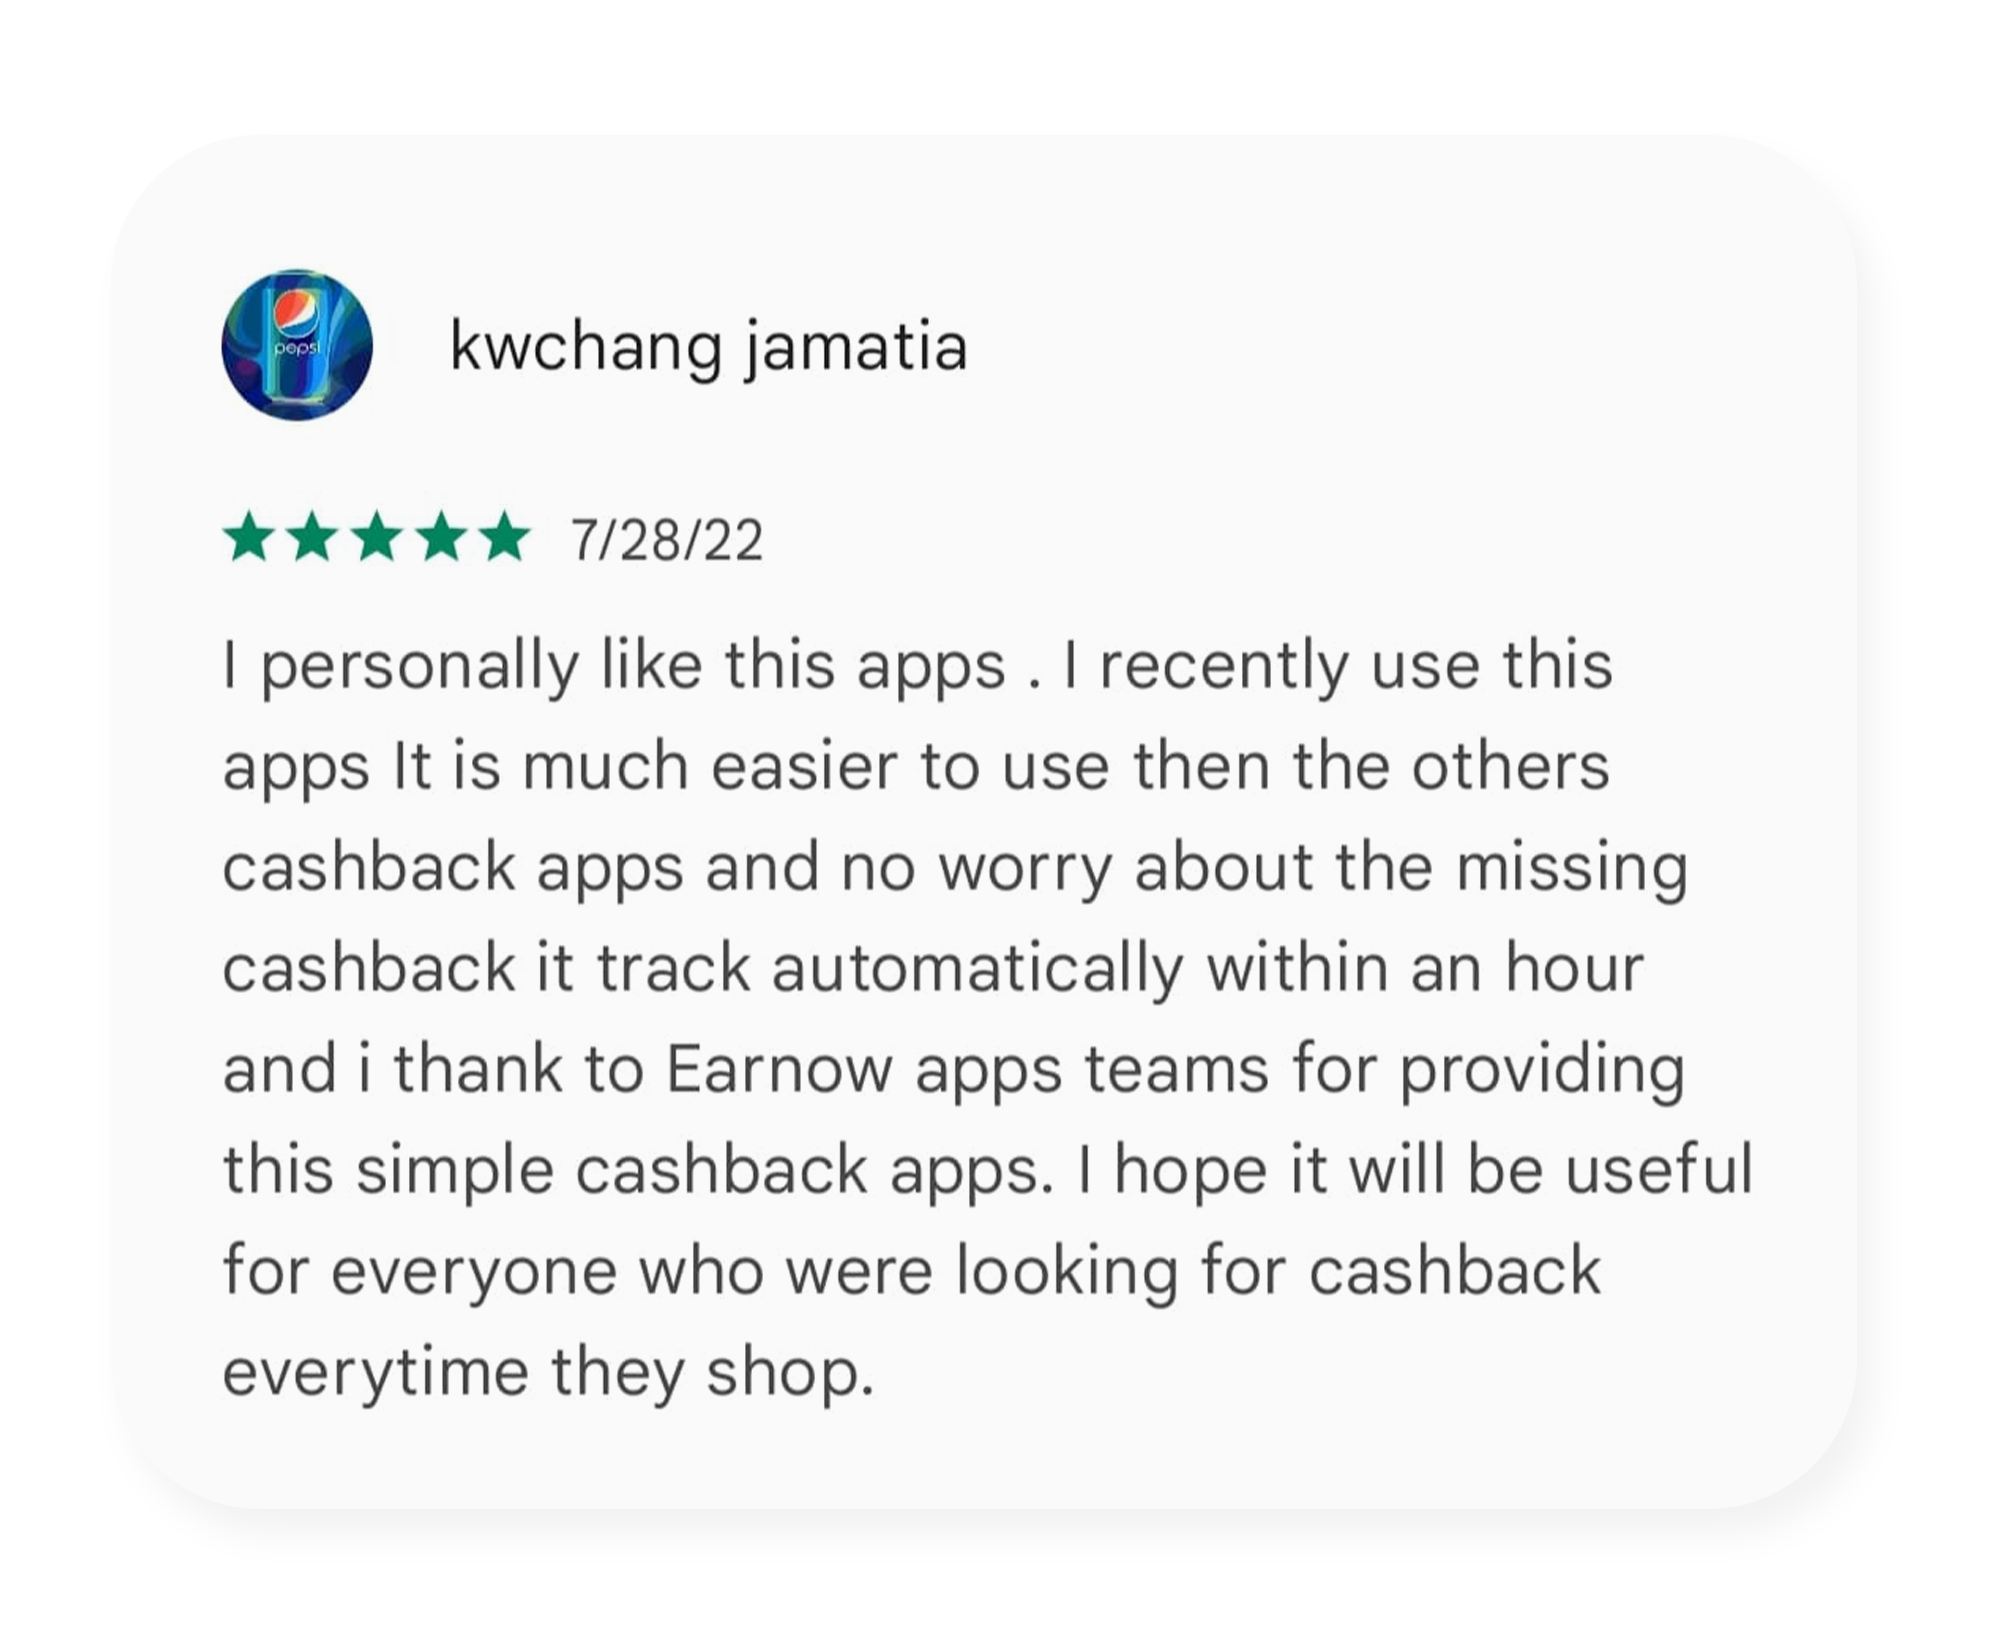 pepsi
kwchang jamatia
7/28/22
I personally like this apps . I recently use this
apps It is much easier to use then the others
cashback apps and no worry about the missing
cashback it track automatically within an hour
and i thank to Earnow apps teams for providing
this simple cashback apps. I hope it will be useful
for everyone who were looking for cashback
everytime they shop.